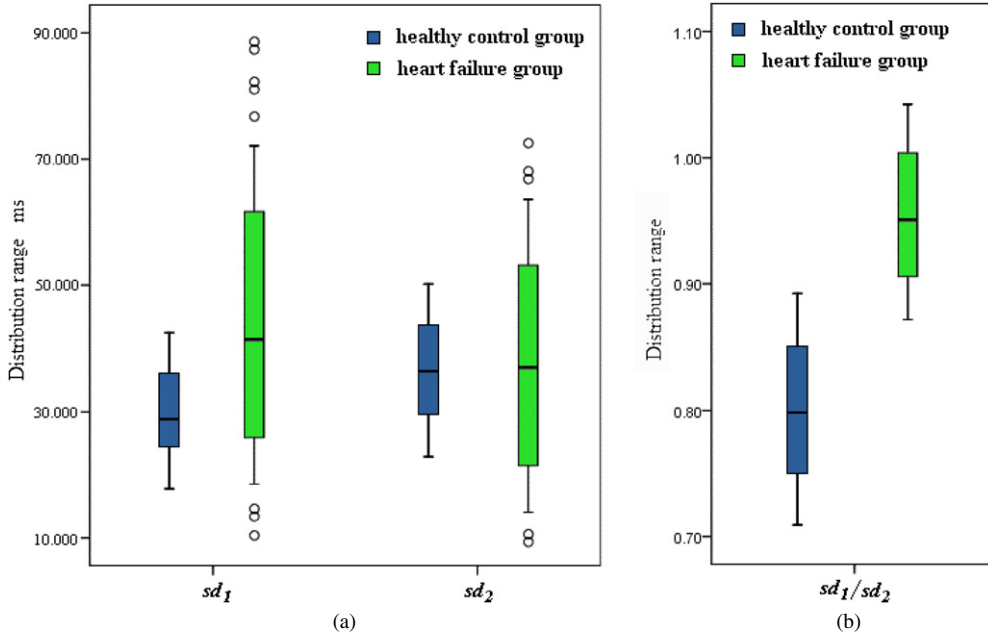 90.000
70.000
50.000
30.000
10.000
Distribution range ms
healthy control group
heart failure group
sd1
sd2
(a)
1.10
1.00
0.90
0.80
0.70
Distribution range
healthy control group
heart failure group
sd1/sd2
(b)